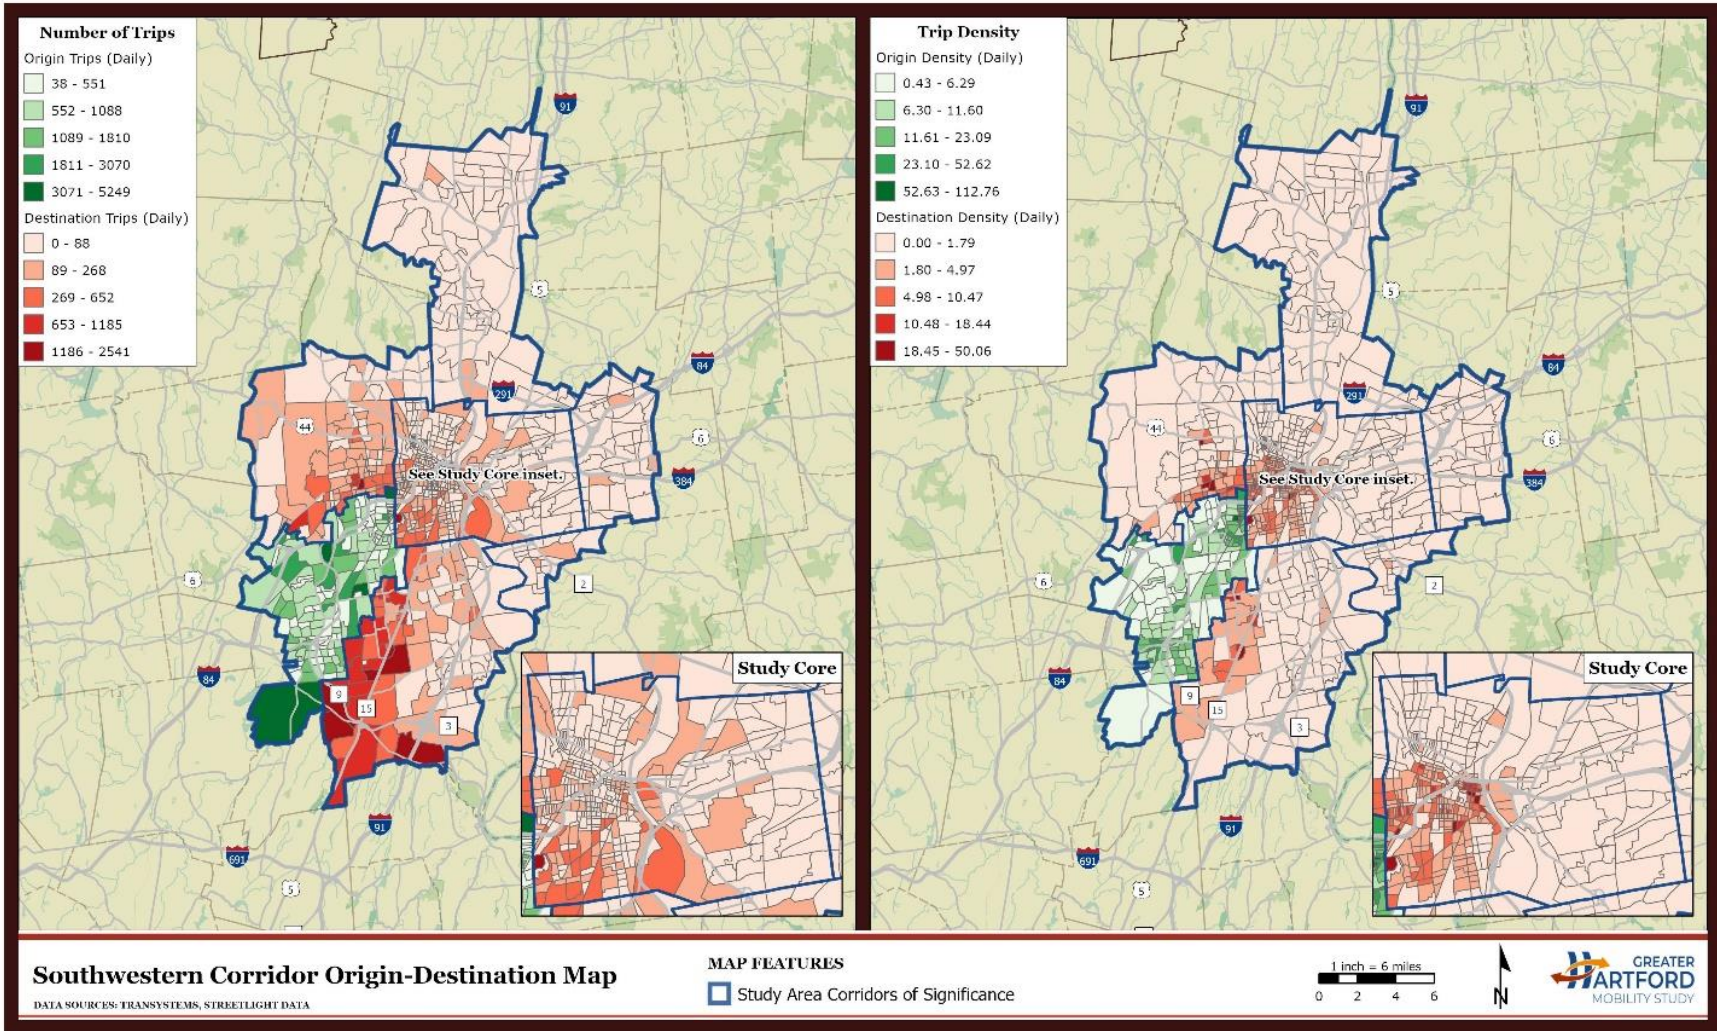 Number of Trips
Origin Trips (Daily)
38 - 551
552 - 1088
1089 - 1810
1811 - 3070
3071 - 5249
Destination Trips (Daily)
0 - 88
89 - 268
269 - 652
653 - 1185
1186 - 2541
91
5
84
291
44
6
See Study Core inset.
384
6
2
84
9
15
3
Study Core
91
691
5
Trip Density
Origin Density (Daily)
0.43 - 6.29
6.30 - 11.60
11.61 - 23.09
23.10 - 52.62
52.63 - 112.76
Destination Density (Daily)
0.00 - 1.79
1.80 - 4.97
4.98 - 10.47
10.48 - 18.44
18.45 - 50.06
91
5
84
291
44
6
See Study Core inset.
384
6
2
84
9
15
3
Study Core
91
691
5
Southwestern Corridor Origin-Destination Map
DATA SOURCES: TRANSYSTEMS, STREETLIGHT DATA
MAP FEATURES
Study Area Corridors of Significance
1 inch = 6 miles
0 2 4 6
N
GREATER
HARTFORD
MOBILITY STUDY